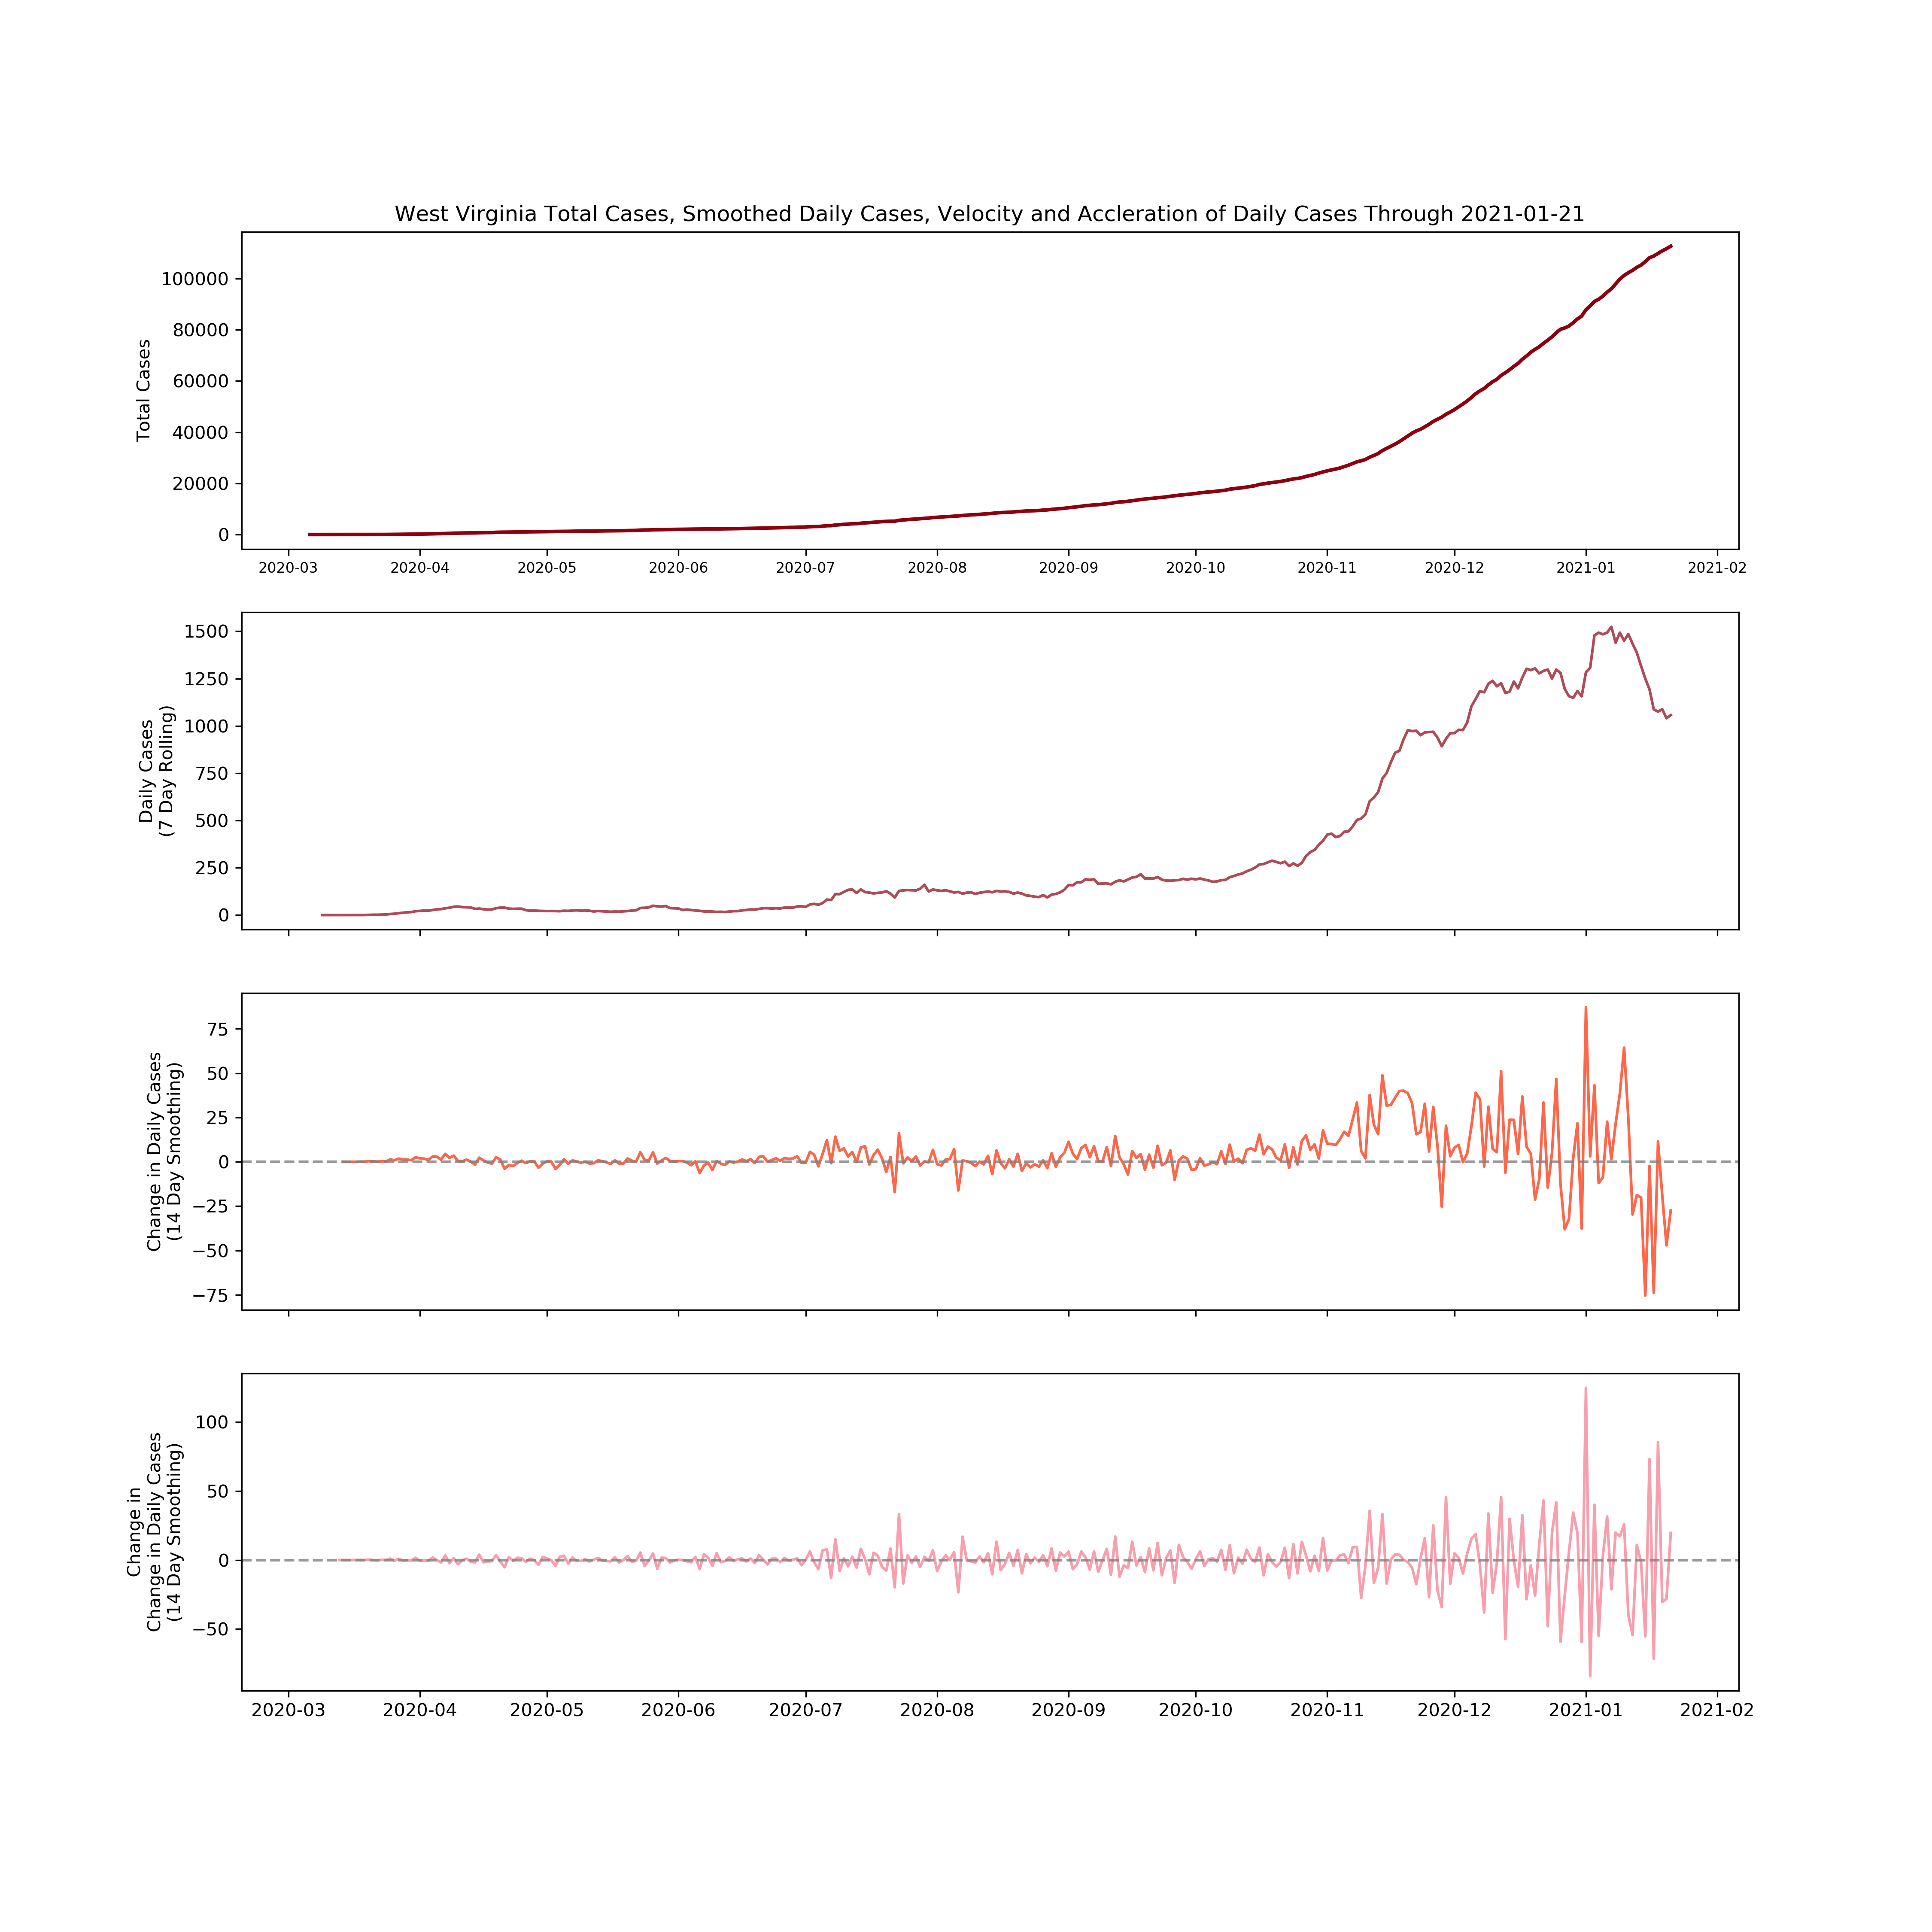 West Virginia Total Cases, Smoothed Daily Cases, Velocity and Accleration of Daily Cases Through 2021-01-21
Total Cases
100000
80000
60000
40000
20000
0
2020-03 2020-04 2020-05 2020-06 2020-07 2020-08 2020-09 2020-10 2020-11 2020-12 2021-01 2021-02
Daily Cases
(7 Day Rolling)
1500
1250
1000
750
500
250
0
Change in Daily Cases
(14 Day Smoothing)
75
50
25
0
−25
−50
−75
Change in
Change in Daily Cases
(14 Day Smoothing)
100
50
0
−50
2020-03 2020-04 2020-05 2020-06 2020-07 2020-08 2020-09 2020-10 2020-11 2020-12 2021-01 2021-02